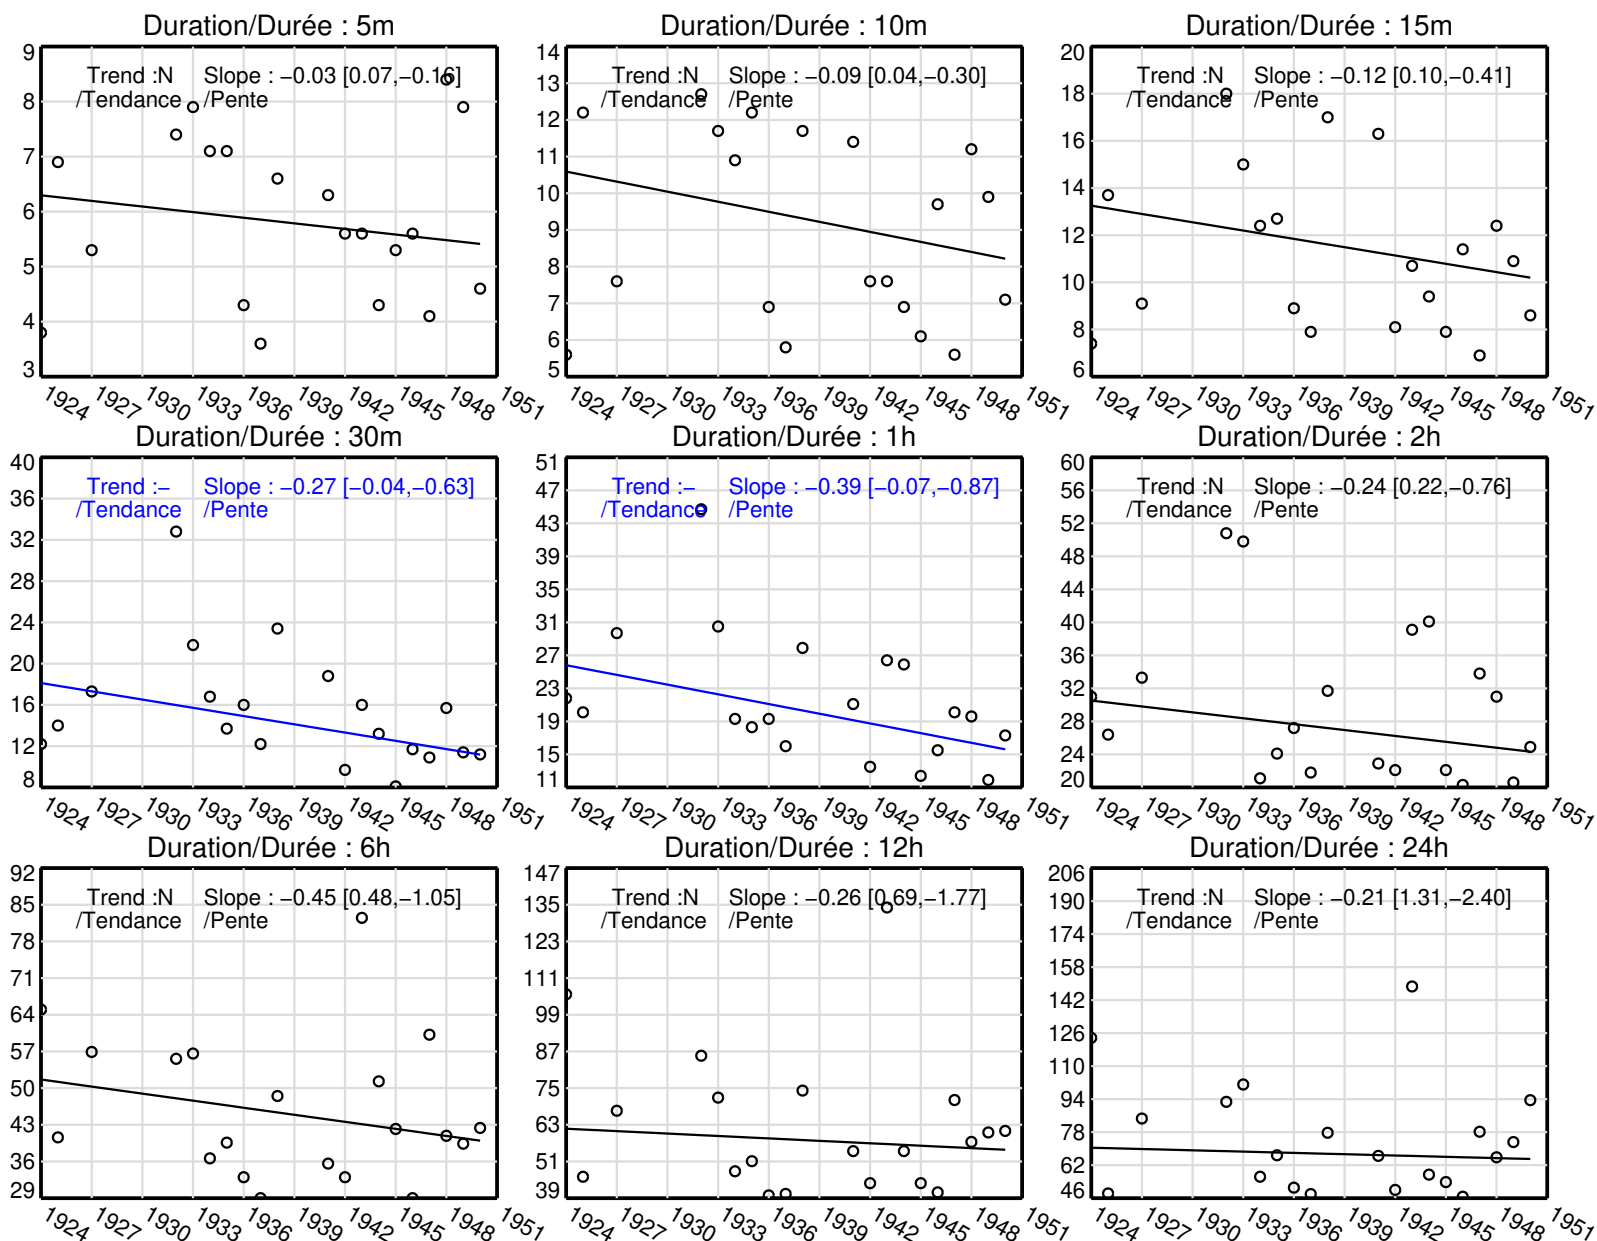 Duration/Durée : 5m
9
8
7
6
5
4
3
Trend :N Slope : −0.03 [0.07,−0.16]
/Tendance /Pente
1924 1927 1930 1933 1936 1939 1942 1945 1948 1951
Duration/Durée : 10m
14
13
12
11
10
9
8
7
6
5
Trend :N Slope : −0.09 [0.04,−0.30]
/Tendance /Pente
1924 1927 1930 1933 1936 1939 1942 1945 1948 1951
Duration/Durée : 15m
20
18
16
14
12
10
8
6
Trend :N Slope : −0.12 [0.10,−0.41]
/Tendance /Pente
1924 1927 1930 1933 1936 1939 1942 1945 1948 1951
Duration/Durée : 30m
40
36
32
28
24
20
16
12
8
Trend :− Slope : −0.27 [−0.04,−0.63]
/Tendance /Pente
1924 1927 1930 1933 1936 1939 1942 1945 1948 1951
Duration/Durée : 1h
51
47
43
39
35
31
27
23
19
15
11
Trend :− Slope : −0.39 [−0.07,−0.87]
/Tendance /Pente
1924 1927 1930 1933 1936 1939 1942 1945 1948 1951
Duration/Durée : 2h
60
56
52
48
44
40
36
32
28
24
20
Trend :N Slope : −0.24 [0.22,−0.76]
/Tendance /Pente
1924 1927 1930 1933 1936 1939 1942 1945 1948 1951
Duration/Durée : 6h
92
85
78
71
64
57
50
43
36
29
Trend :N Slope : −0.45 [0.48,−1.05]
/Tendance /Pente
1924 1927 1930 1933 1936 1939 1942 1945 1948 1951
Duration/Durée : 12h
147
135
123
111
99
87
75
63
51
39
Trend :N Slope : −0.26 [0.69,−1.77]
/Tendance /Pente
1924 1927 1930 1933 1936 1939 1942 1945 1948 1951
Duration/Durée : 24h
206
190
174
158
142
126
110
94
78
62
46
Trend :N Slope : −0.21 [1.31,−2.40]
/Tendance /Pente
1924 1927 1930 1933 1936 1939 1942 1945 1948 1951